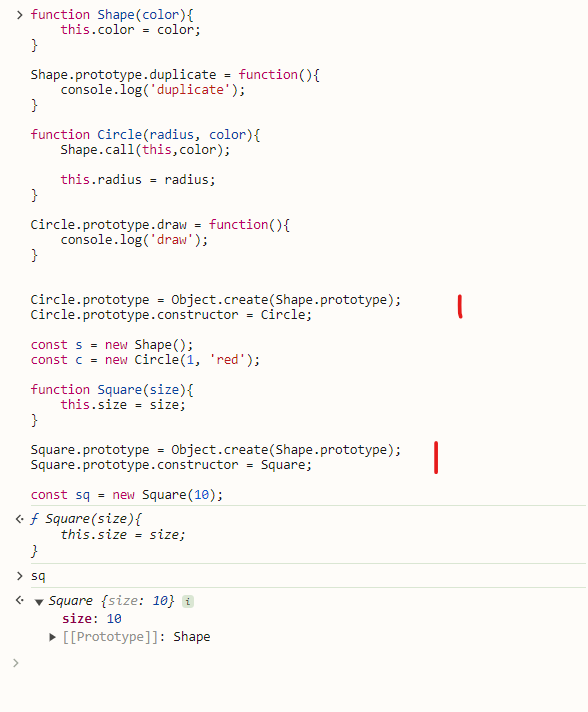 function Shape(color){
    this.color = color;
}
Shape.prototype.duplicate = function(){
    console.log('duplicate');
}
function Circle(radius, color){
    Shape.call(this,color);
    this.radius = radius;
}
Circle.prototype.draw = function(){
    console.log('draw');
}
Circle.prototype = Object.create(Shape.prototype);
Circle.prototype.constructor = Circle;
const s = new Shape();
const c = new Circle(1, 'red');
function Square(size){
    this.size = size;
}
Square.prototype = Object.create(Shape.prototype);
Square.prototype.constructor = Square;
const sq = new Square(10);
ƒ Square(size){
    this.size = size;
}
sq
Square {size: 10} i
size: 10
[[Prototype]]: Shape